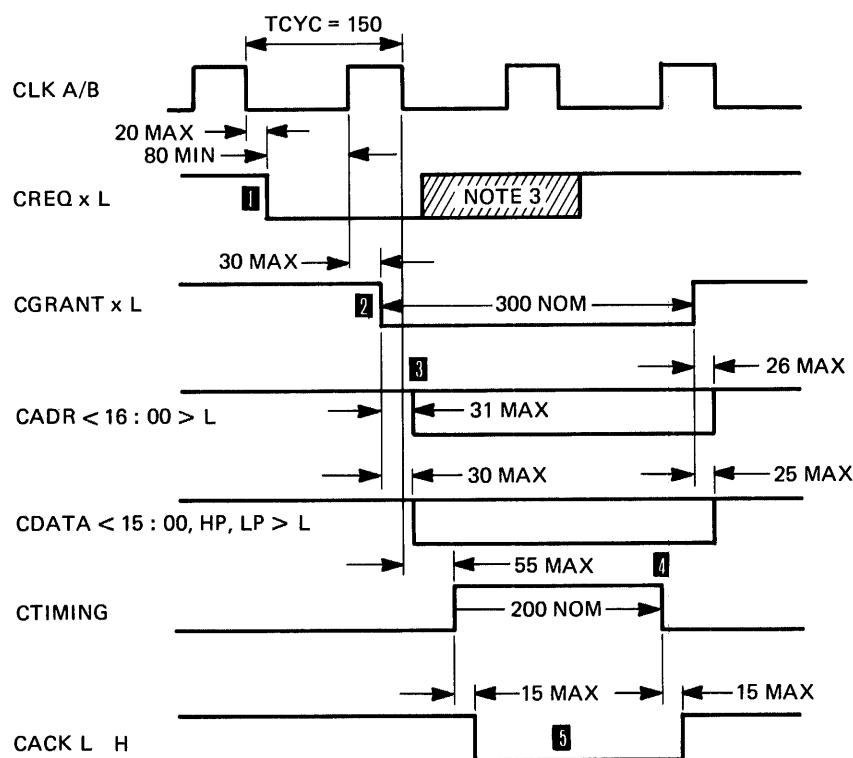 TCYC = 150
CLK A/B
20 MAX
80 MIN
1
CREQ x L
NOTE 3
30 MAX
CGRANT x L
2
300 NOM
3
26 MAX
CADR < 16 : 00 > L
31 MAX
30 MAX
25 MAX
CDATA < 15 : 00, HP, LP > L
55 MAX
4
CTIMING
200 NOM
15 MAX
15 MAX
CACK L H
5